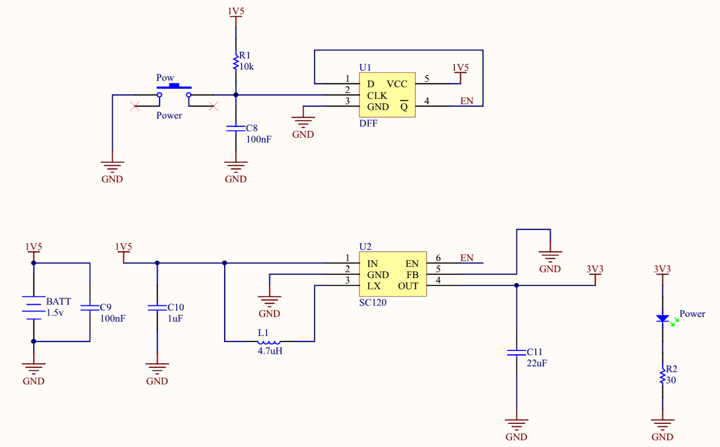 1V5
R1
10k
Pow
Power
GND
C8
100nF
GND
GND
U1
1 D VCC 5 1V5
2 CLK
3 GND Q 4 EN
DFF
1V5
BATT
1.5v
C9
100nF
GND
1V5
C10
1uF
GND
GND
L1
4.7uH
U2
1 IN EN 6 EN
2 GND FB 5
3 LX OUT 4
SC120
GND
3V3
C11
22uF
GND
3V3
Power
R2
30
GND